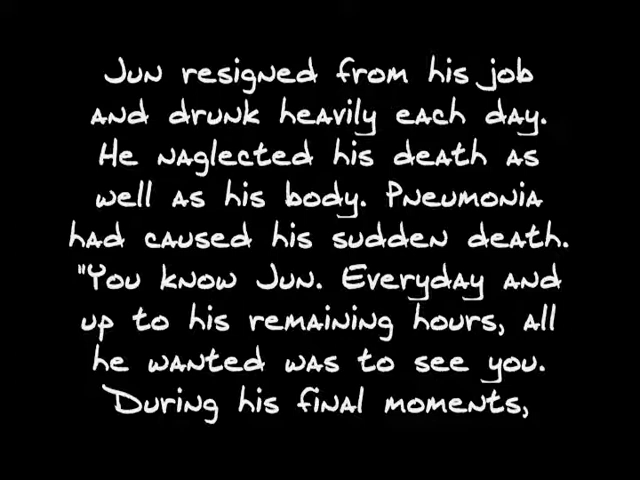 Jun resigned from his job
and drunk heavily each day.
He naglected his death as
well as his body. Pneumonia
had caused his sudden death.
"You know Jun. Everyday and
up to his remaining hours, all
he wanted was to see you.
During his final moments,